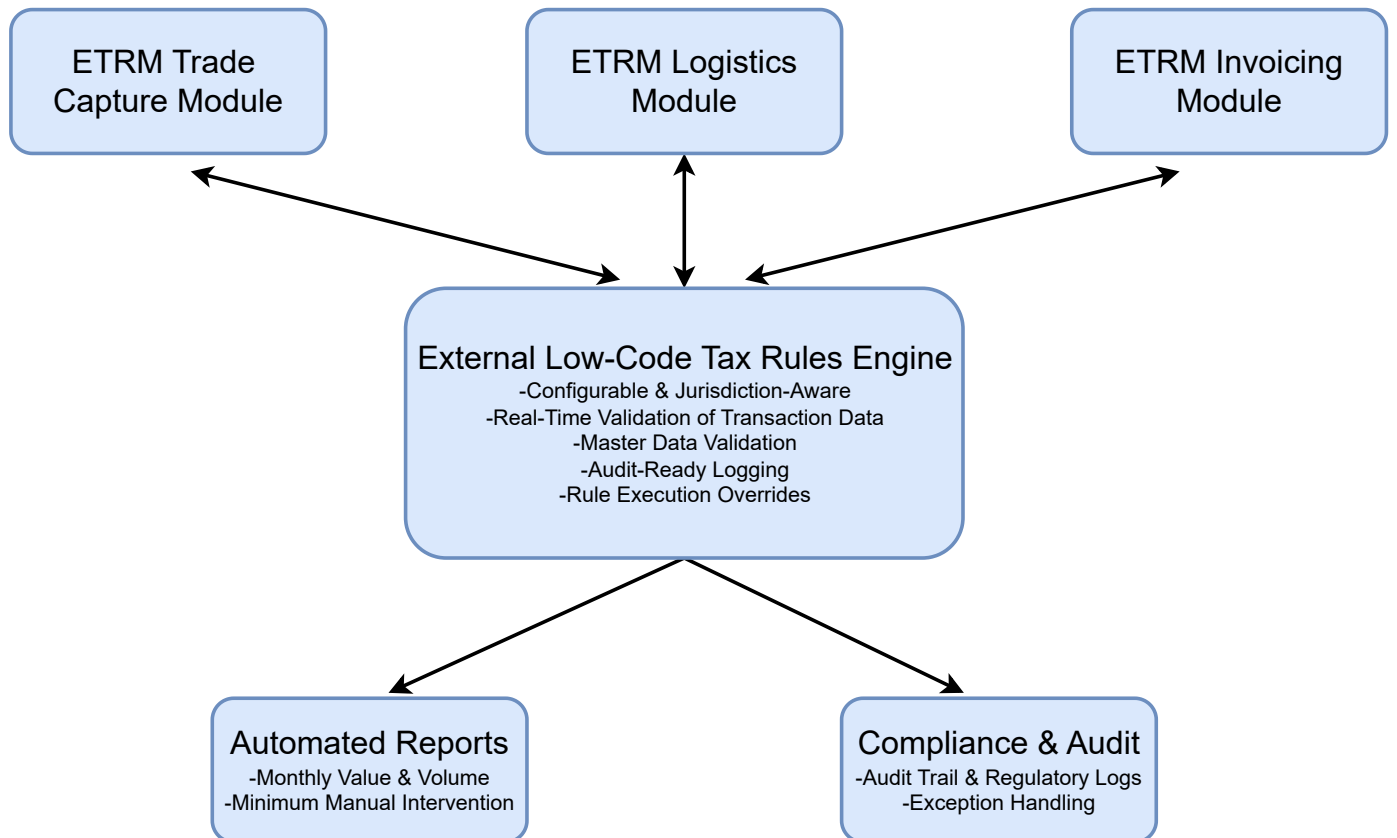 ETRM Trade
Capture Module
ETRM Logistics
Module
ETRM Invoicing
Module
External Low-Code Tax Rules Engine
-Configurable & Jurisdiction-Aware
-Real-Time Validation of Transaction Data
-Master Data Validation
-Audit-Ready Logging
-Rule Execution Overrides
Automated Reports
-Monthly Value & Volume
-Minimum Manual Intervention
Compliance & Audit
-Audit Trail & Regulatory Logs
-Exception Handling